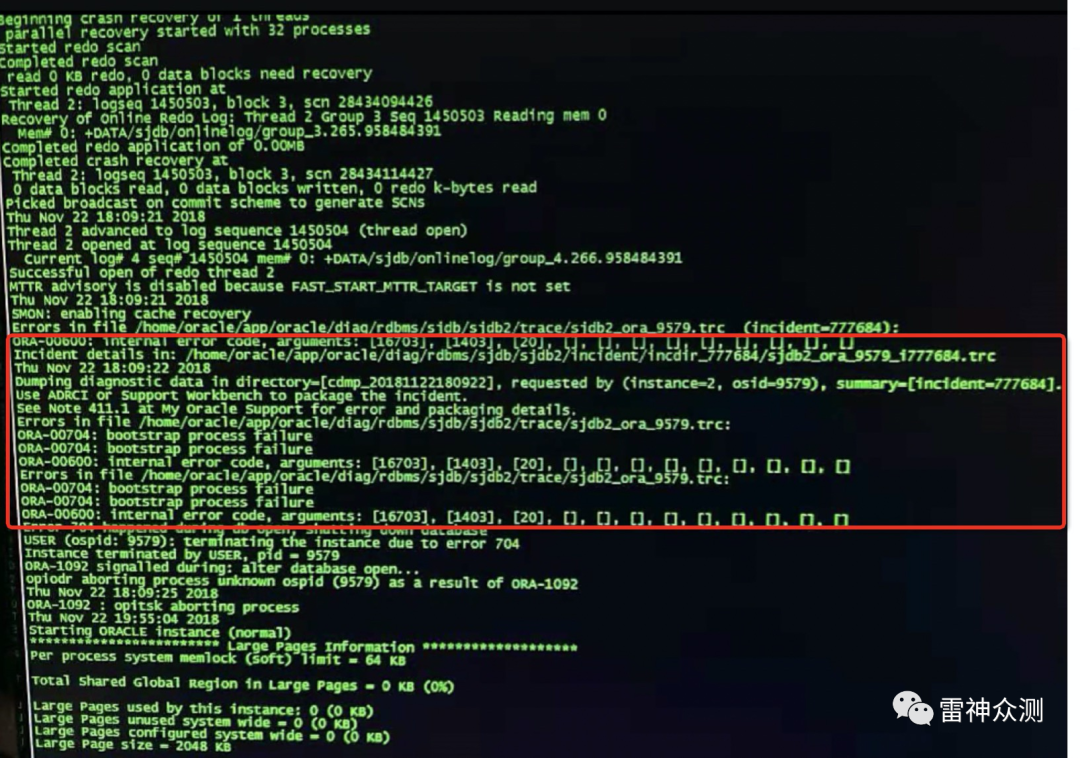 Beginning crash recovery of 1 threads
parallel recovery started with 32 processes
Started redo scan
Completed redo scan
read 0 KB redo, 0 data blocks need recovery
Started redo application at
Thread 2: logseq 1450503, block 3, scn 28434094426
Recovery of Online Redo Log: Thread 2 Group 3 Seq 1450503 Reading mem 0
Mem# 0: +DATA/sjdb/onlinelog/group_3.265.958484391
Completed redo application of 0.00MB
Completed crash recovery at
Thread 2: logseq 1450503, block 3, scn 28434114427
0 data blocks read, 0 data blocks written, 0 redo k-bytes read
Picked broadcast on commit scheme to generate SCNs
Thu Nov 22 18:09:21 2018
Thread 2 advanced to log sequence 1450504 (thread open)
Thread 2 opened at log sequence 1450504
Current log# 4 seq# 1450504 mem# 0: +DATA/sjdb/onlinelog/group_4.266.958484391
Successful open of redo thread 2
MTTR advisory is disabled because FAST_START_MTTR_TARGET is not set
Thu Nov 22 18:09:21 2018
SMON: enabling cache recovery
Errors in file /home/oracle/app/oracle/diag/rdbms/sjdb/sjdb2/trace/sjdb2_ora_9579.trc (incident=777684):
ORA-00600: internal error code, arguments: [16703], [1403], [20], [], [], [], [], [], [], [], [], []
Incident details in: /home/oracle/app/oracle/diag/rdbms/sjdb/sjdb2/incident/incdir_777684/sjdb2_ora_9579_i777684.trc
Thu Nov 22 18:09:22 2018
Dumping diagnostic data in directory=[cdmp_20181122180922], requested by (instance=2, osid=9579), summary=[incident=777684].
Use ADRCI or Support Workbench to package the incident.
See Note 411.1 at My Oracle Support for error and packaging details.
Errors in file /home/oracle/app/oracle/diag/rdbms/sjdb/sjdb2/trace/sjdb2_ora_9579.trc:
ORA-00704: bootstrap process failure
ORA-00704: bootstrap process failure
ORA-00600: internal error code, arguments: [16703], [1403], [20], [], [], [], [], [], [], [], [], []
Errors in file /home/oracle/app/oracle/diag/rdbms/sjdb/sjdb2/trace/sjdb2_ora_9579.trc:
ORA-00704: bootstrap process failure
ORA-00704: bootstrap process failure
ORA-00600: internal error code, arguments: [16703], [1403], [20], [], [], [], [], [], [], [], [], []
Error 704 happened during db open, shutting down database
USER (ospid: 9579): terminating the instance due to error 704
Instance terminated by USER, pid = 9579
ORA-1092 signalled during: alter database open...
opiodr aborting process unknown ospid (9579) as a result of ORA-1092
Thu Nov 22 18:09:25 2018
ORA-1092 : opitsk aborting process
Thu Nov 22 19:55:04 2018
Starting ORACLE instance (normal)
************************ Large Pages Information *******************
Per process system memlock (soft) limit = 64 KB
Total Shared Global Region in Large Pages = 0 KB (0%)
Large Pages used by this instance: 0 (0 KB)
Large Pages unused system wide = 0 (0 KB)
Large Pages configured system wide = 0 (0 KB)
Large Page size = 2048 KB
雷神众测